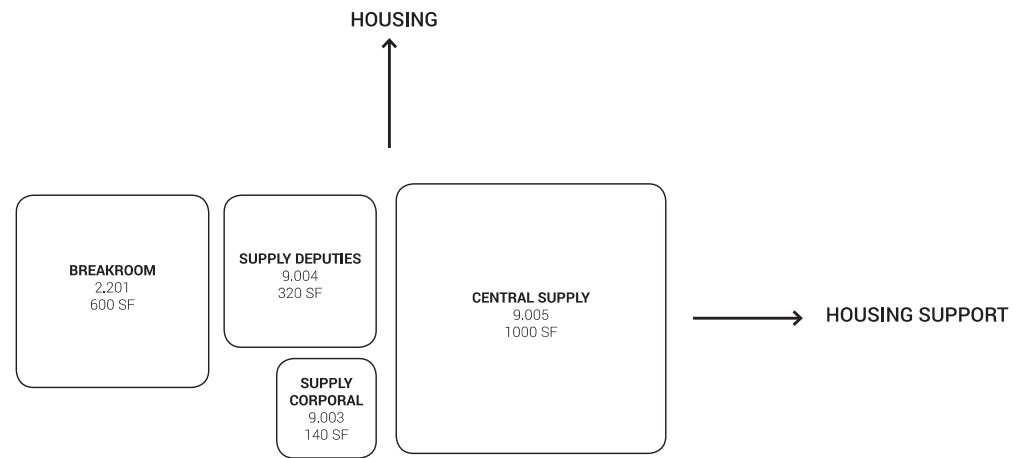 HOUSING
BREAKROOM
2.201
600 SF
SUPPLY DEPUTIES
9.004
320 SF
CENTRAL SUPPLY
9.005
1000 SF
HOUSING SUPPORT
SUPPLY
CORPORAL
9.003
140 SF